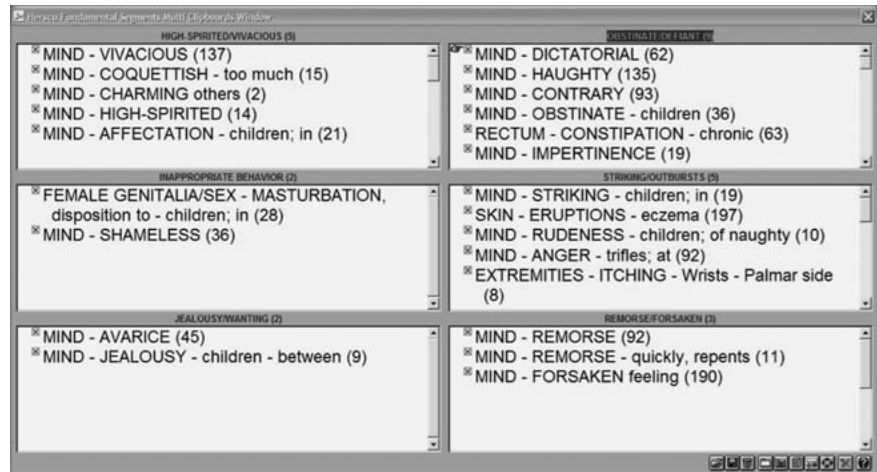 Herscu Fundamental Segments Multi Clipboards Window
HIGH-SPIRITED/VIVACIOUS (5)
MIND - VIVACIOUS (137)
MIND - COQUETTISH - too much (15)
MIND - CHARMING others (2)
MIND - HIGH-SPIRITED (14)
MIND - AFFECTATION - children; in (21)
OBSTINATE/DEFIANT (9)
MIND - DICTATORIAL (62)
MIND - HAUGHTY (135)
MIND - CONTRARY (93)
MIND - OBSTINATE - children (36)
RECTUM - CONSTIPATION - chronic (63)
MIND - IMPERTINENCE (19)
INAPPROPRIATE BEHAVIOR (2)
FEMALE GENITALIA/SEX - MASTURBATION,
disposition to - children; in (28)
MIND - SHAMELESS (36)
STRIKING/OUTBURSTS (5)
MIND - STRIKING - children; in (19)
SKIN - ERUPTIONS - eczema (197)
MIND - RUDENESS - children; of naughty (10)
MIND - ANGER - trifles; at (92)
EXTREMITIES - ITCHING - Wrists - Palmar side
(8)
JEALOUSY/WANTING (2)
MIND - AVARICE (45)
MIND - JEALOUSY - children - between (9)
REMORSE/FORSAKEN (3)
MIND - REMORSE (92)
MIND - REMORSE - quickly, repents (11)
MIND - FORSAKEN feeling (190)